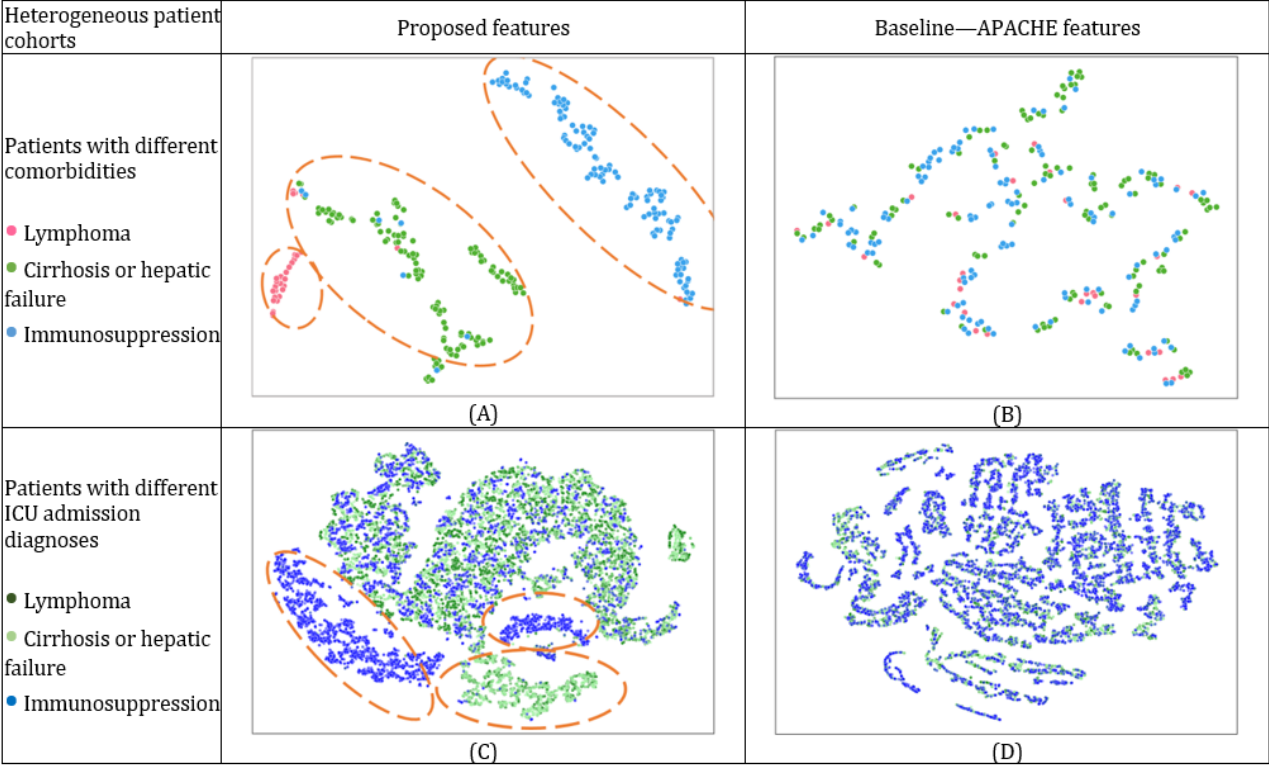 Heterogeneous patient
cohorts
Proposed features
Baseline—APACHE features
Patients with different
comorbidities
Lymphoma
Cirrhosis or hepatic
failure
Immunosuppression
(A)
(B)
Patients with different
ICU admission
diagnoses
Lymphoma
Cirrhosis or hepatic
failure
Immunosuppression
(C)
(D)